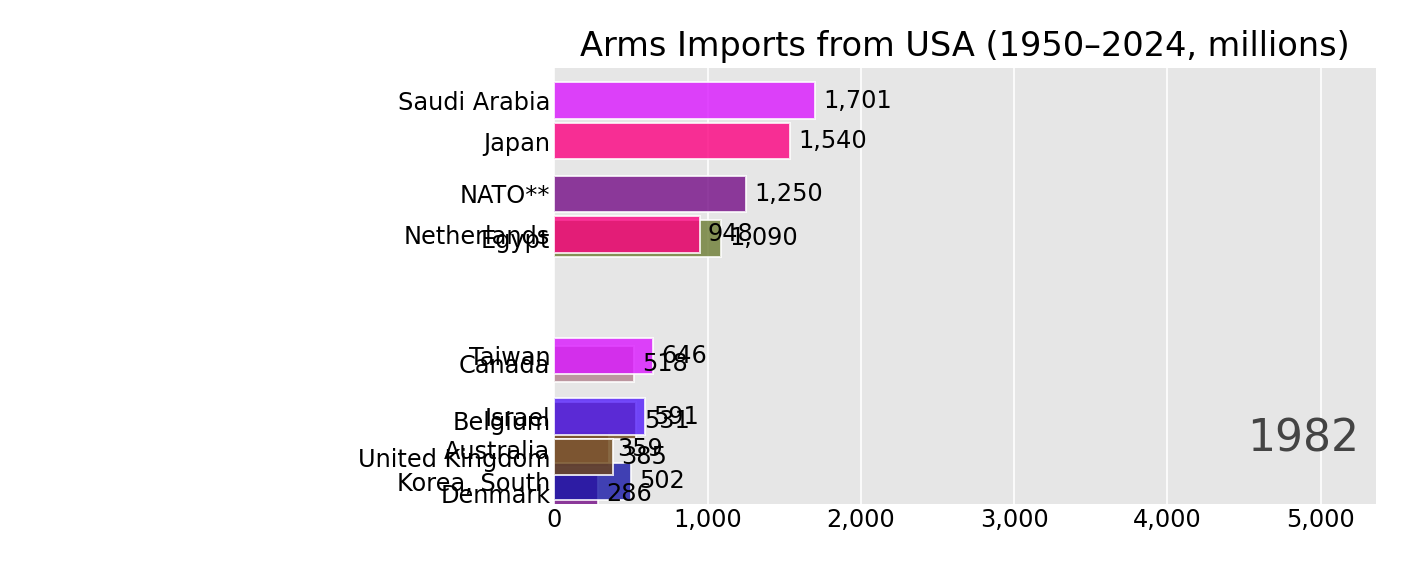 Arms Imports from USA (1950–2024, millions)
Saudi Arabia 1,701
Japan 1,540
NATO** 1,250
Netherlands 948
Egypt 1,090
Taiwan 646
Canada 518
Israel 591
Belgium 531
Australia 359
United Kingdom 385
Korea, South 502
Denmark 286
1982
0 1,000 2,000 3,000 4,000 5,000